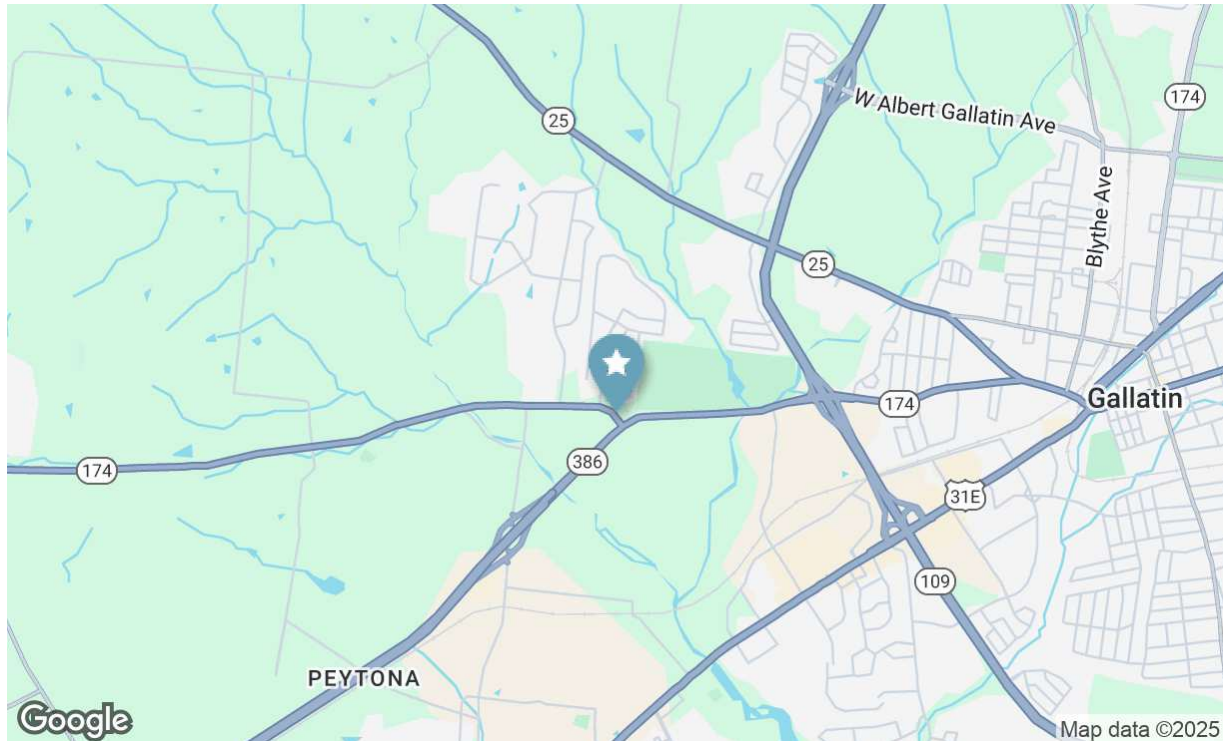 174
25
W Albert Gallatin Ave
Blythe Ave
25
174
Gallatin
174
386
31E
109
PEYTONA
Google
Map data ©2025